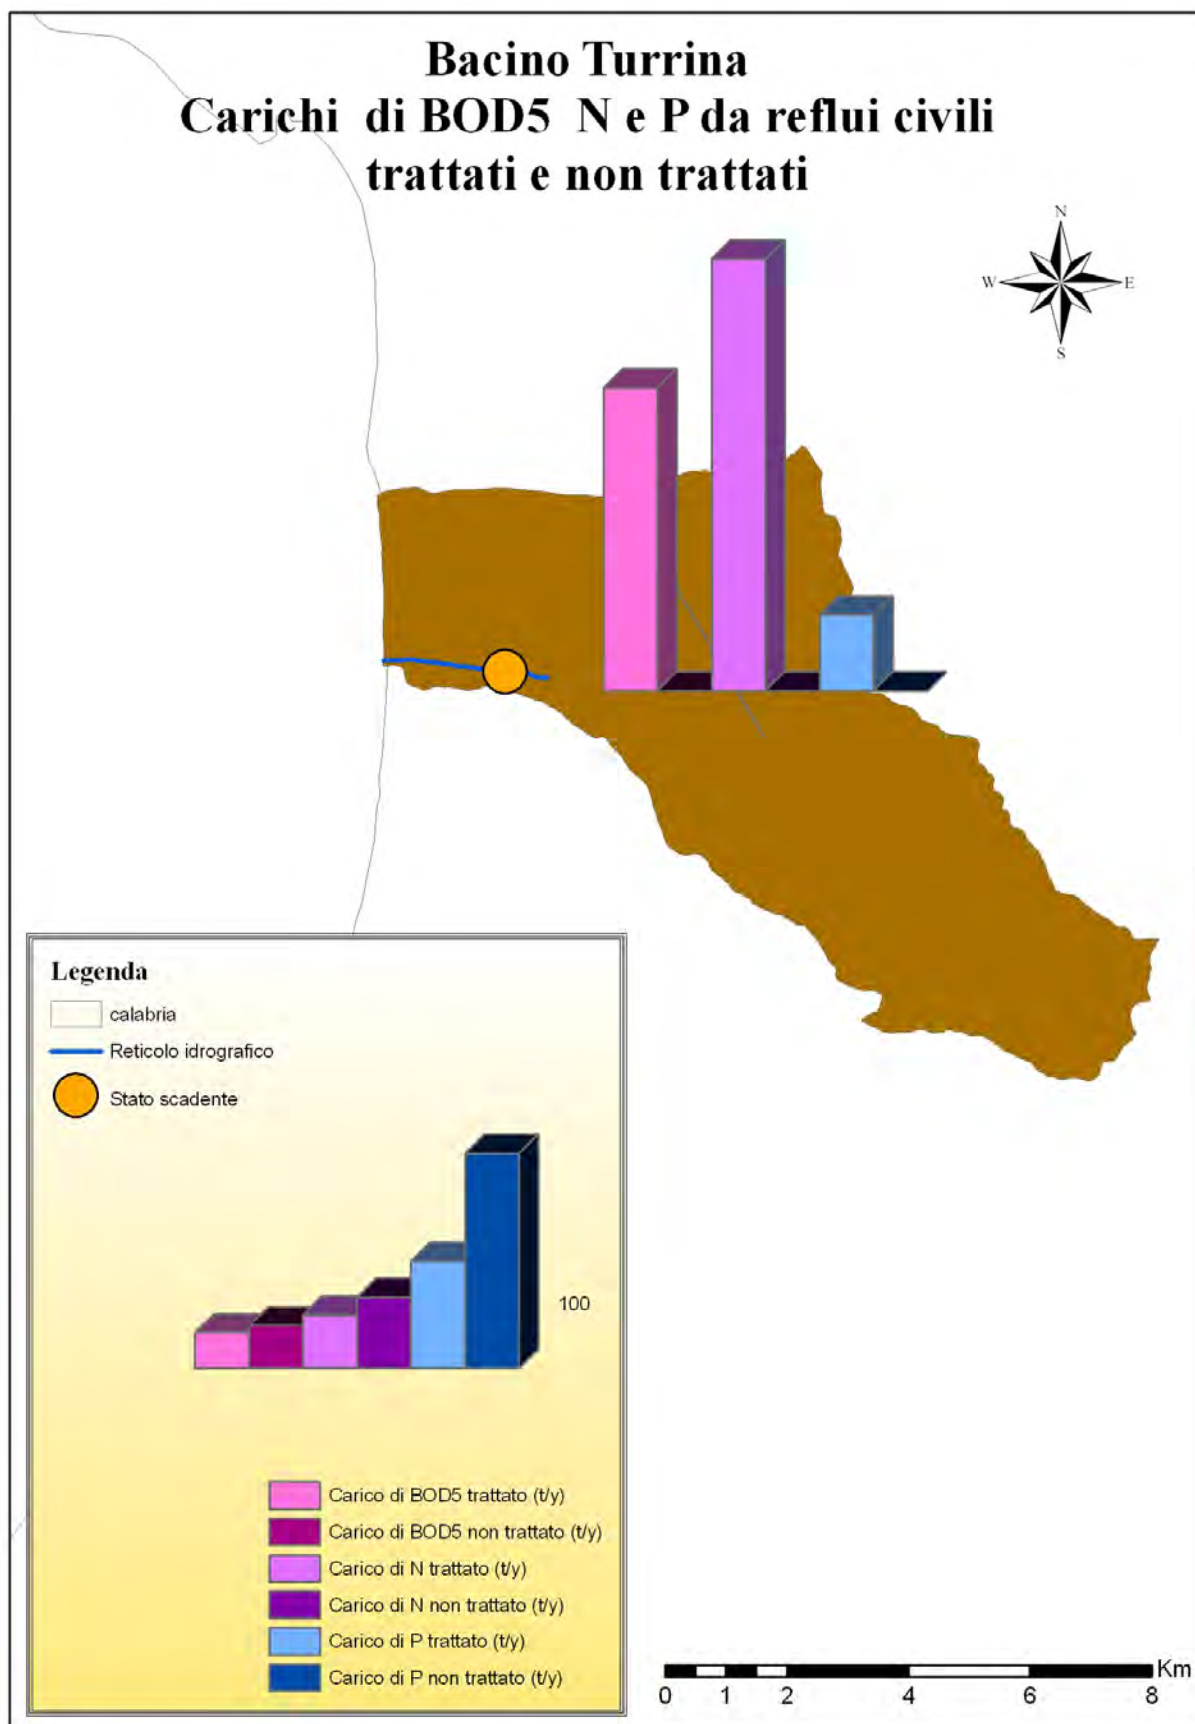 Bacino Turrina
Carichi di BOD5 N e P da reflui civili
trattati e non trattati
N
W E
S
Legenda
calabria
Reticolo idrografico
Stato scadente
100
Carico di BOD5 trattato (t/y)
Carico di BOD5 non trattato (t/y)
Carico di N trattato (t/y)
Carico di N non trattato (t/y)
Carico di P trattato (t/y)
Carico di P non trattato (t/y)
Km
0 1 2 4 6 8